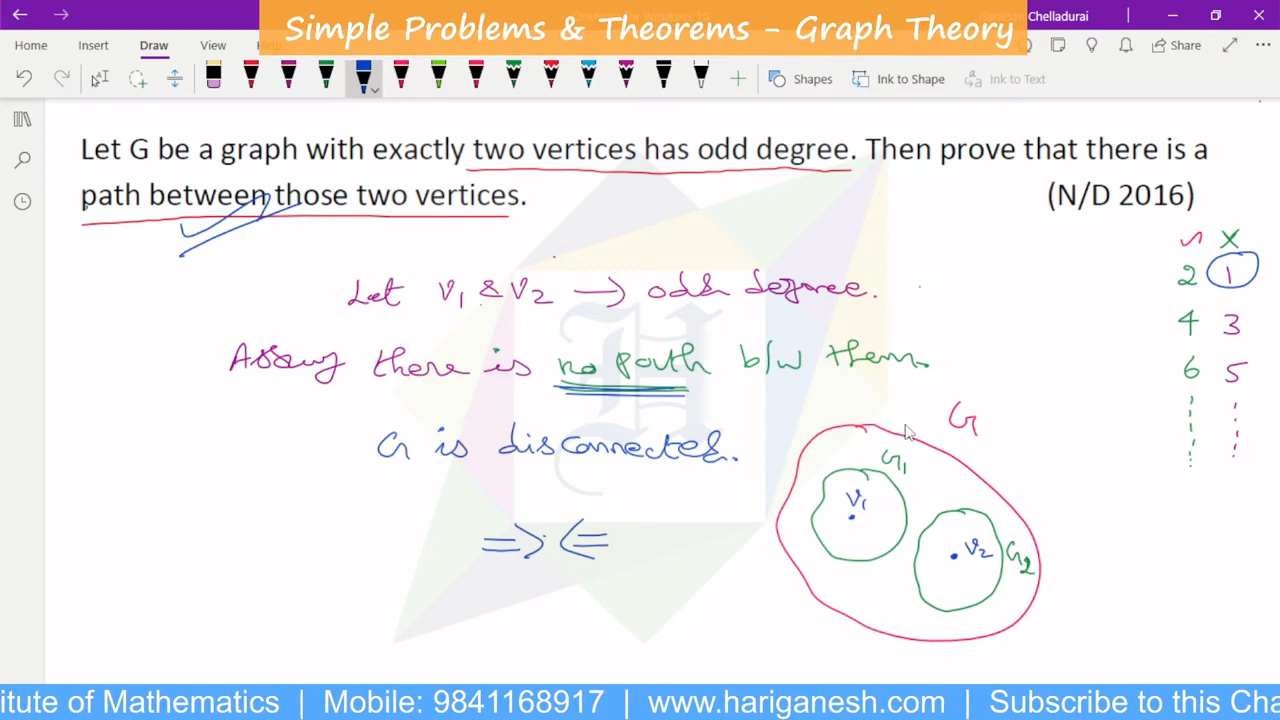 Simple Problems & Theorems - Graph Theory
Chelladurai
Home Insert Draw View
Share
Shapes Ink to Shape Ink to Text
Let G be a graph with exactly two vertices has odd degree. Then prove that there is a
path between those two vertices. (N/D 2016)
X
2 1
4 3
6 5
Let V1 & V2 → odd degree.
there is no path b/w them.
G is disconnected.
=> <=
G
G1
V1
V2
G2
H
itute of Mathematics | Mobile: 9841168917 | www.hariganesh.com | Subscribe to this Cha